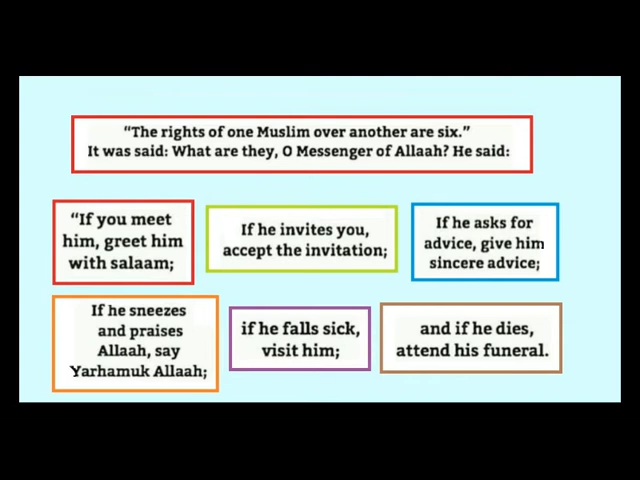 “The rights of one Muslim over another are six.”
It was said: What are they, O Messenger of Allaah? He said:
“If you meet
him, greet him
with salaam;
If he invites you,
accept the invitation;
If he asks for
advice, give him
sincere advice;
If he sneezes
and praises
Allaah, say
Yarhamuk Allaah;
if he falls sick,
visit him;
and if he dies,
attend his funeral.